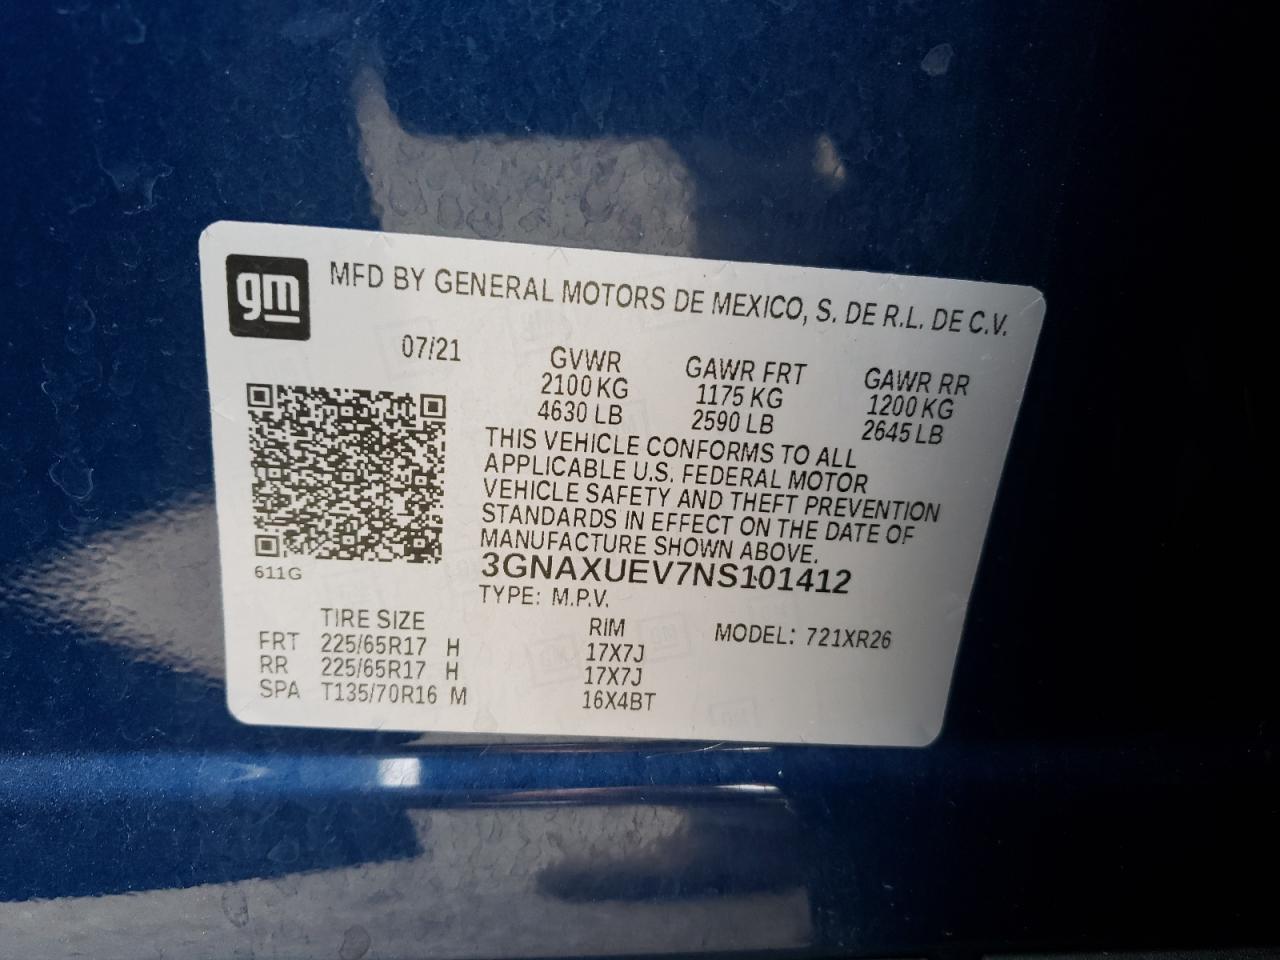 gm
MFD BY GENERAL MOTORS DE MEXICO, S. DE R.L. DE C.V.
07/21
GVWR GAWR FRT GAWR RR
2100 KG 1175 KG 1200 KG
4630 LB 2590 LB 2645 LB
THIS VEHICLE CONFORMS TO ALL
APPLICABLE U.S. FEDERAL MOTOR
VEHICLE SAFETY AND THEFT PREVENTION
STANDARDS IN EFFECT ON THE DATE OF
MANUFACTURE SHOWN ABOVE.
611G
3GNAXUEV7NS101412
TYPE: M.P.V.
TIRE SIZE RIM MODEL: 721XR26
FRT 225/65R17 H 17X7J
RR 225/65R17 H 17X7J
SPA T135/70R16 M 16X4BT